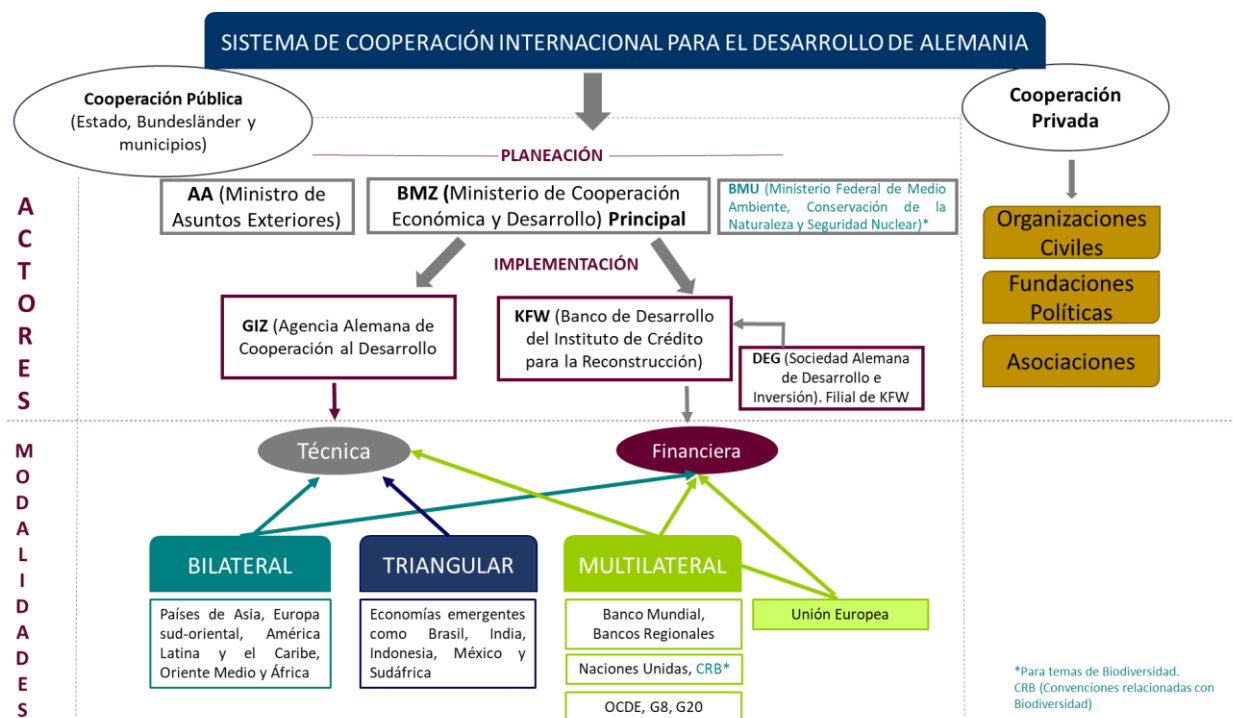 SISTEMA DE COOPERACIÓN INTERNACIONAL PARA EL DESARROLLO DE ALEMANIA
Cooperación Pública
(Estado, Bundesländer y
municipios)
Cooperación
Privada
PLANEACIÓN
ACTORES
AA (Ministro de
Asuntos Exteriores)
BMZ (Ministerio de Cooperación
Económica y Desarrollo) Principal
BMU (Ministerio Federal de Medio
Ambiente, Conservación de la
Naturaleza y Seguridad Nuclear)*
Organizaciones
Civiles
Fundaciones
Políticas
Asociaciones
IMPLEMENTACIÓN
GIZ (Agencia Alemana de
Cooperación al Desarrollo
KFW (Banco de Desarrollo
del Instituto de Crédito
para la Reconstrucción)
DEG (Sociedad Alemana
de Desarrollo e
Inversión). Filial de KFW
MODALIDADES
Técnica
Financiera
BILATERAL
Países de Asia, Europa
sud-oriental, América
Latina y el Caribe,
Oriente Medio y África
TRIANGULAR
Economías emergentes
como Brasil, India,
Indonesia, México y
Sudáfrica
MULTILATERAL
Banco Mundial,
Bancos Regionales
Naciones Unidas, CRB*
OCDE, G8, G20
Unión Europea
*Para temas de Biodiversidad.
CRB (Convenciones relacionadas con
Biodiversidad)